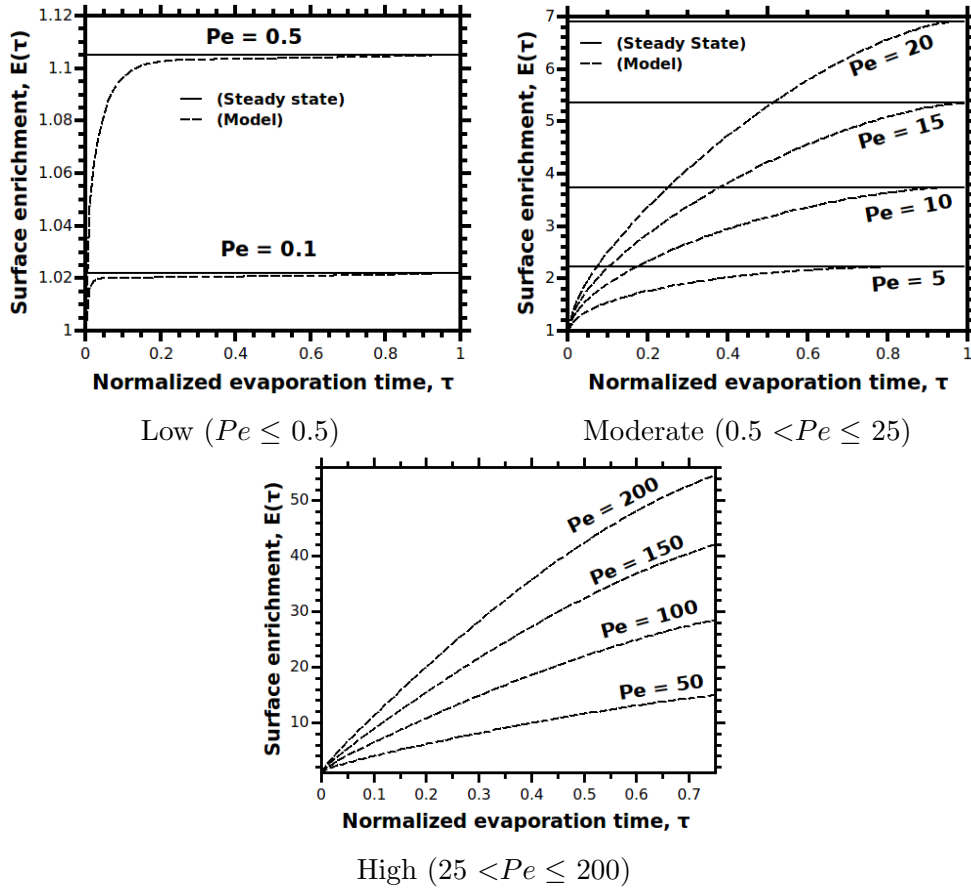 1.12
1.1
1.08
1.06
1.04
1.02
1
Surface enrichment, E(τ)
Pe = 0.5
(Steady state)
(Model)
Pe = 0.1
0 0.2 0.4 0.6 0.8 1
Normalized evaporation time, τ
Low (Pe ≤ 0.5)
7
6
5
4
3
2
1
Surface enrichment, E(τ)
(Steady State)
(Model)
Pe = 20
Pe = 15
Pe = 10
Pe = 5
0 0.2 0.4 0.6 0.8 1
Normalized evaporation time, τ
Moderate (0.5 <Pe ≤ 25)
50
40
30
20
10
Surface enrichment, E(τ)
Pe = 200
Pe = 150
Pe = 100
Pe = 50
0 0.1 0.2 0.3 0.4 0.5 0.6 0.7
Normalized evaporation time, τ
High (25 <Pe ≤ 200)